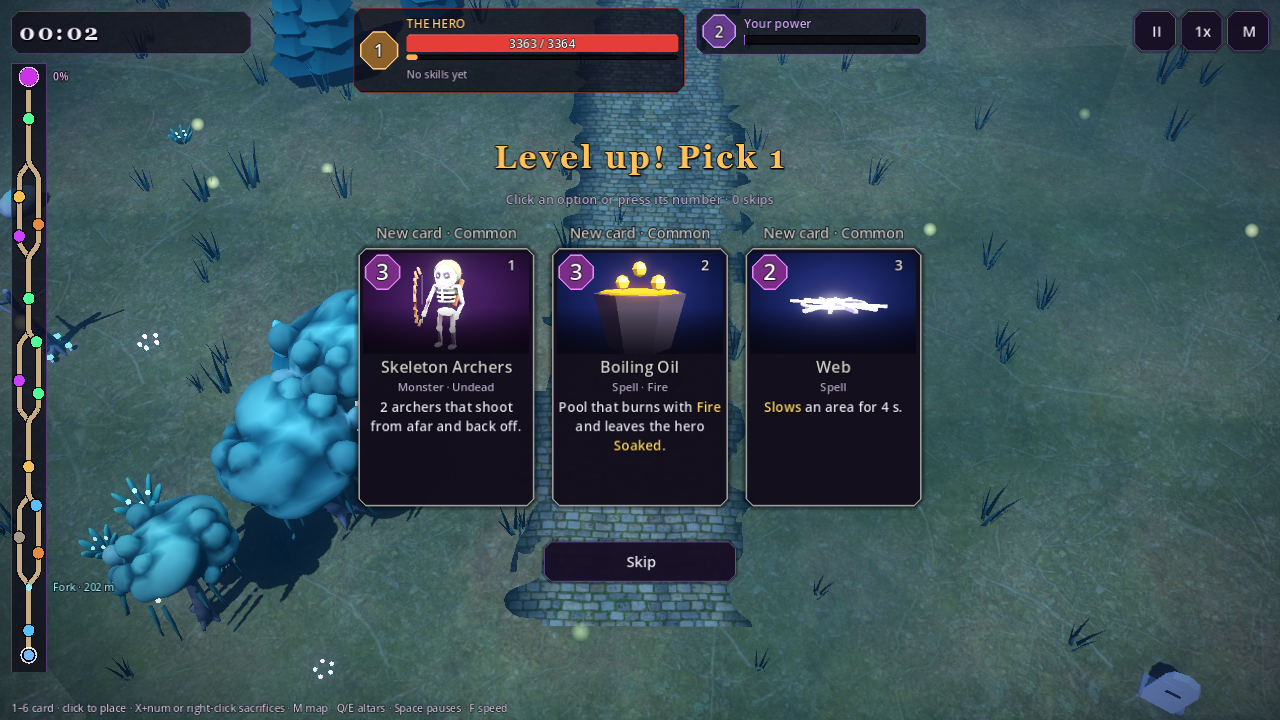 00:02
THE HERO
1
3363 / 3364
No skills yet
2
Your power
II
1x
M
0%
Level up! Pick 1
Click an option or press its number · 0 skips
New card · Common
3
1
Skeleton Archers
Monster · Undead
2 archers that shoot
from afar and back off.
New card · Common
3
2
Boiling Oil
Spell · Fire
Pool that burns with Fire
and leaves the hero
Soaked.
New card · Common
2
3
Web
Spell
Slows an area for 4 s.
Skip
Fork · 202 m
1–6 card · click to place · X+num or right-click sacrifices · M map · Q/E altars · Space pauses · F speed